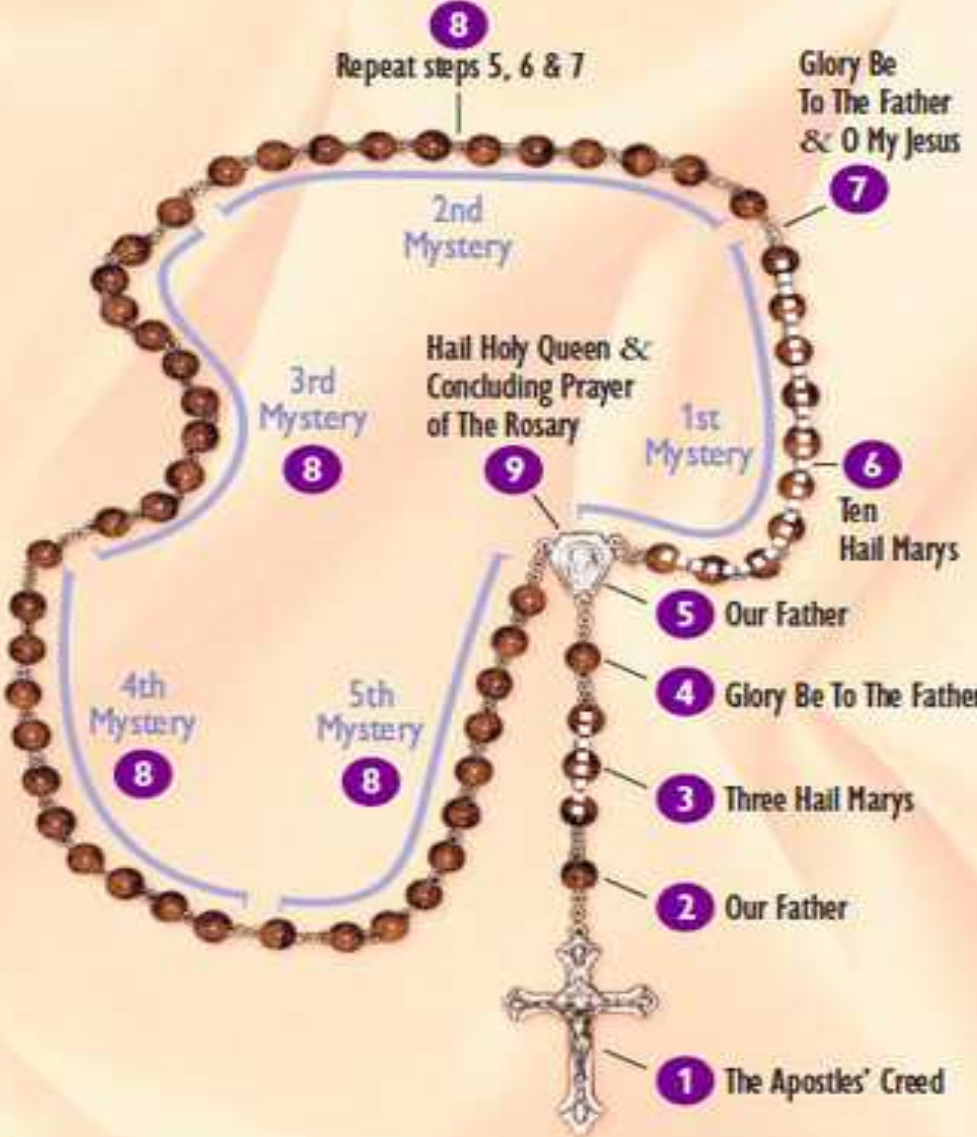 8
Repeat steps 5, 6 & 7
Glory Be
To The Father
& O My Jesus
7
2nd
Mystery
Hail Holy Queen &
Concluding Prayer
of The Rosary
9
3rd
Mystery
8
1st
Mystery
6
Ten
Hail Marys
5 Our Father
4 Glory Be To The Father
4th
Mystery
8
5th
Mystery
8
3 Three Hail Marys
2 Our Father
1 The Apostles' Creed